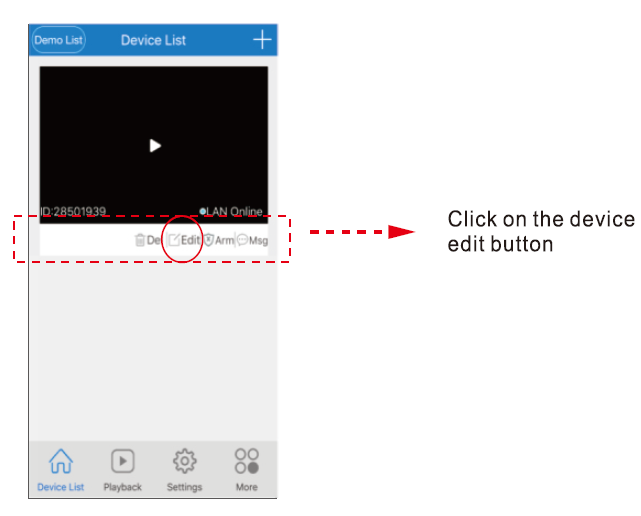 Demo List Device List
ID:28501939 LAN Online
Del Edit Arm Msg
Click on the device
edit button
Device List Playback Settings More